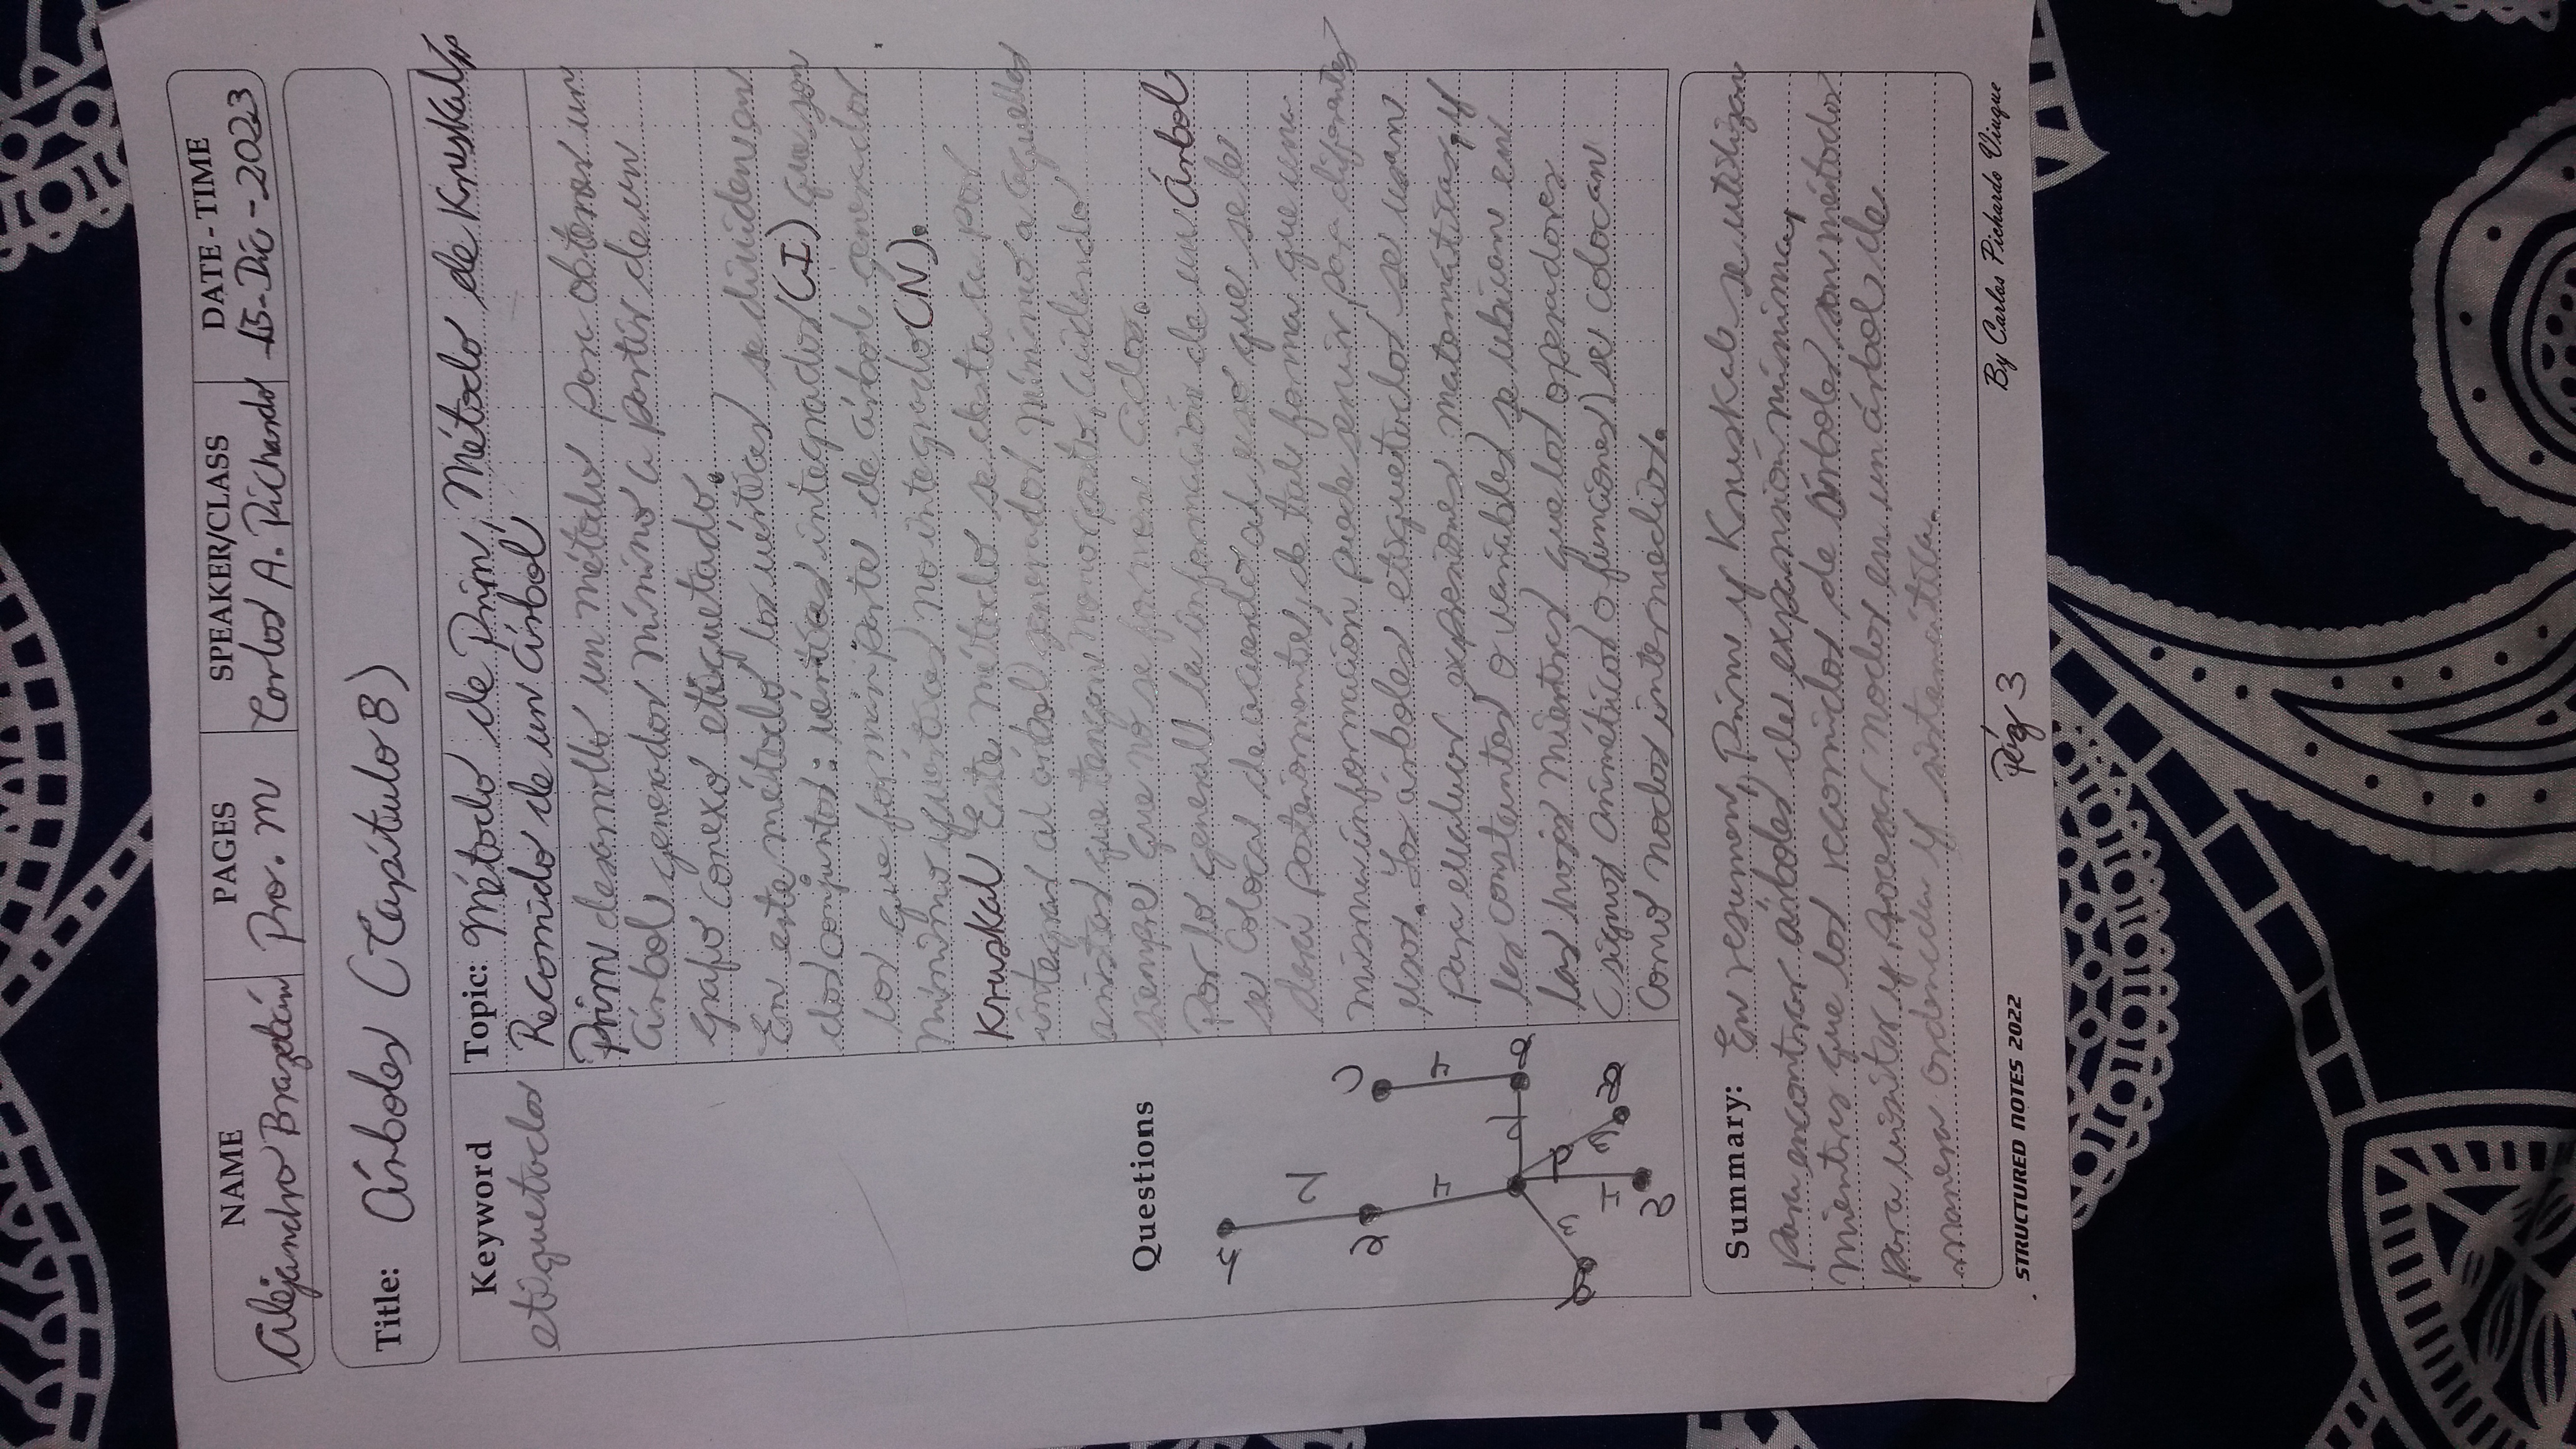 NAME PAGES SPEAKER/CLASS DATE - TIME
Alejandro Brazobán Pro. M Carlos A. Pichardo 15-Dic-2023
Title: Árboles (Capítulo 8)
Keyword
etiquetados
Topic: Método de Prim, Método de Kruskal
Recorrido de un Árbol
Prim desarrollo un método para obtener un
Árbol generador mínimo a partir de un
grafo conexo etiquetado.
En este método los vértices se dividen en
dos conjuntos: vértices integrados (I) que son
los que forman parte de árbol generador
mínimo y vértices no integrado (N).
Kruskal Este método se destaca por
integrar al árbol generador mínimo a aquellas
aristas que tengan menor peso, cuidando
siempre que no se formen ciclos.
Por lo general la información de un Árbol
se coloca de acuerdo al uso que se le
dará posteriormente, de tal forma que una
misma información puede servir para diferentes
usos. Los árboles etiquetados se usan
para evaluar expresiones matemáticas, y
las constantes o variables se ubican en
las hojas mientras que los operadores
(signos aritméticos o funciones) se colocan
como nodos intermedios.
Questions
h
2
a
c
4
4
2
b
g
3
d
4
3
Summary: En resumen, Prim y Kruskal se utilizan
para encontrar árboles de expansión mínima,
mientras que los recorridos de Árboles son métodos
para visitar y procesar nodos en un árbol de
manera ordenada y sistemática.
STRUCTURED NOTES 2022 Pág 3 By Carlos Pichardo Viuque